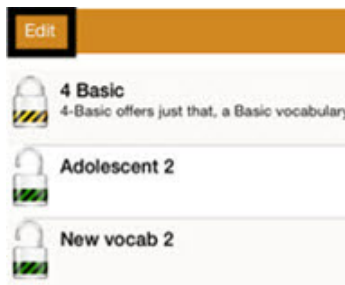 Edit
4 Basic
4-Basic offers just that, a Basic vocabulary
Adolescent 2
New vocab 2